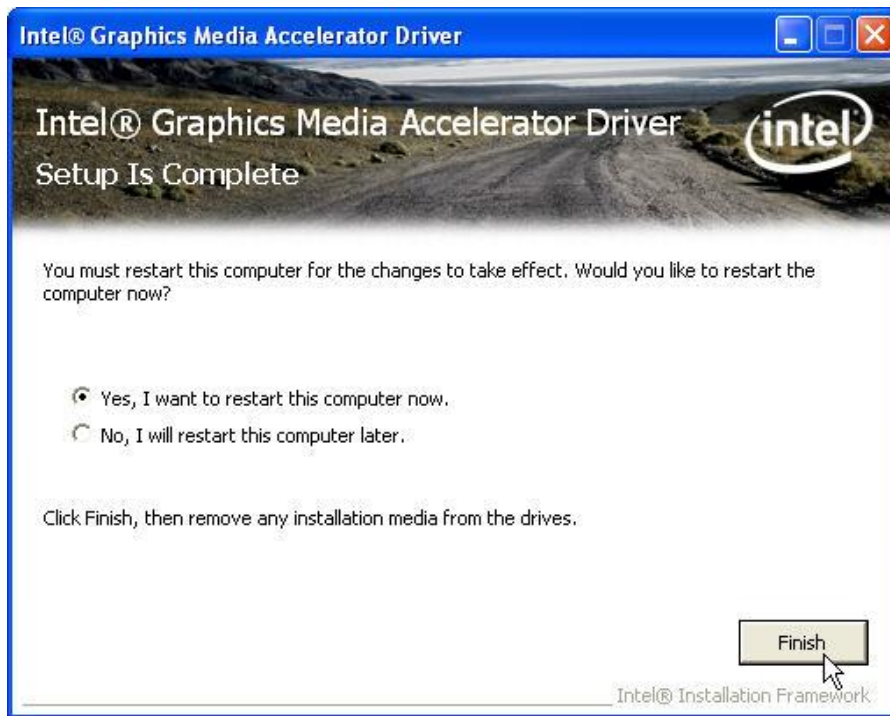 Intel® Graphics Media Accelerator Driver
Intel® Graphics Media Accelerator Driver
intel
Setup Is Complete
You must restart this computer for the changes to take effect. Would you like to restart the
computer now?
Yes, I want to restart this computer now.
No, I will restart this computer later.
Click Finish, then remove any installation media from the drives.
Finish
Intel® Installation Framework